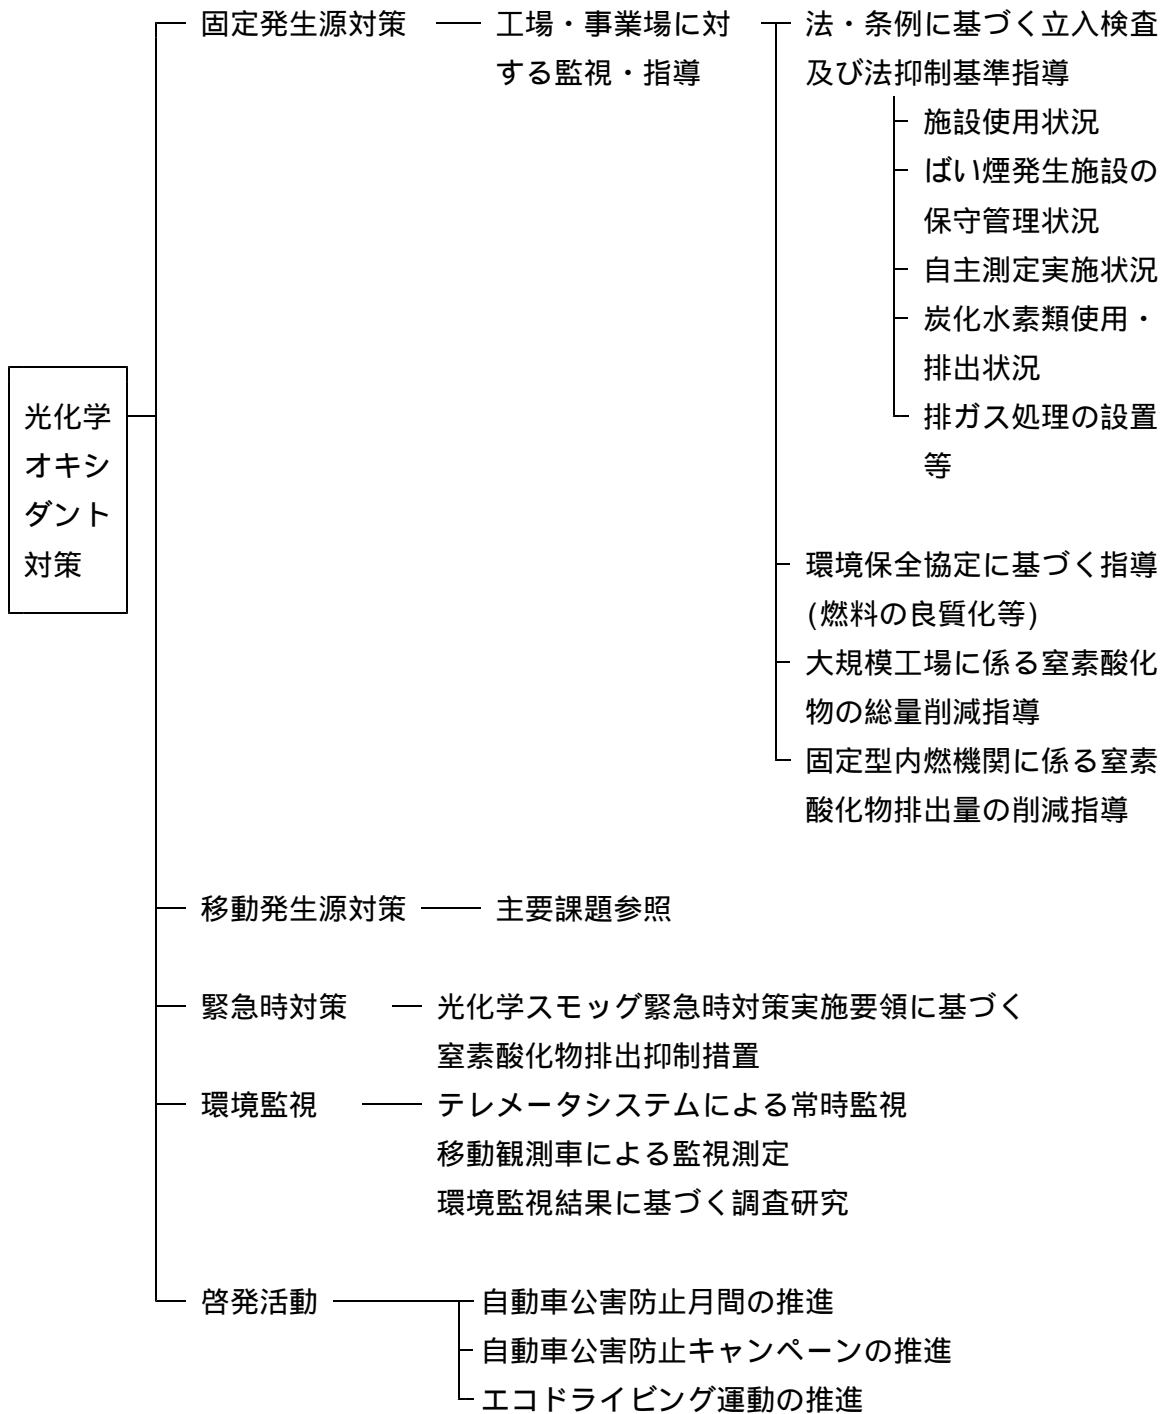 光化学
オキシ
ダント
対策
固定発生源対策
工場・事業場に対
する監視・指導
法・条例に基づく立入検査
及び法抑制基準指導
施設使用状況
ばい煙発生施設の
保守管理状況
自主測定実施状況
炭化水素類使用・
排出状況
排ガス処理の設置
等
環境保全協定に基づく指導
(燃料の良質化等)
大規模工場に係る窒素酸化
物の総量削減指導
固定型内燃機関に係る窒素
酸化物排出量の削減指導
移動発生源対策
主要課題参照
緊急時対策
光化学スモッグ緊急時対策実施要領に基づく
窒素酸化物排出抑制措置
環境監視
テレメータシステムによる常時監視
移動観測車による監視測定
環境監視結果に基づく調査研究
啓発活動
自動車公害防止月間の推進
自動車公害防止キャンペーンの推進
エコドライビング運動の推進